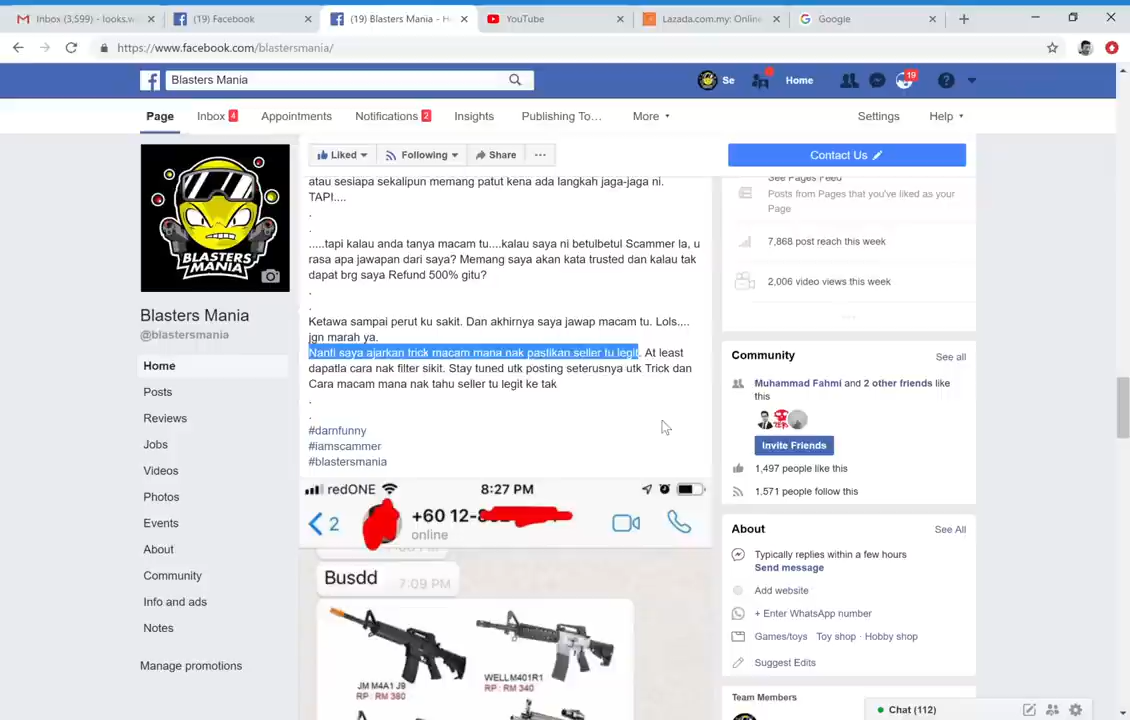 Inbox (3,599) - looks.w
(19) Facebook
(19) Blasters Mania - H
YouTube
Lazada.com.my: Online
Google
https://www.facebook.com/blastersmania/
Blasters Mania
Se
Home
19
Page
Inbox 4
Appointments
Notifications 2
Insights
Publishing To...
More
Settings
Help
Liked
Following
Share
...
Contact Us
BLASTERS
MANIA
Blasters Mania
@blastersmania
Home
Posts
Reviews
Jobs
Videos
Photos
Events
About
Community
Info and ads
Notes
Manage promotions
atau sesiapa sekalipun memang patut kena ada langkah jaga-jaga ni.
TAPI....
.
.
.....tapi kalau anda tanya macam tu....kalau saya ni betulbetul Scammer la, u
rasa apa jawapan dari saya? Memang saya akan kata trusted dan kalau tak
dapat brg saya Refund 500% gitu?
.
.
Ketawa sampai perut ku sakit. Dan akhirnya saya jawap macam tu. Lols....
jgn marah ya.
Nanti saya ajarkan trick macam mana nak pastikan seller tu legit. At least
dapatla cara nak filter sikit. Stay tuned utk posting seterusnya utk Trick dan
Cara macam mana nak tahu seller tu legit ke tak
.
.
#darnfunny
#iamscammer
#blastersmania
redONE
8:27 PM
2
+60 12-
online
Busdd
7:09 PM
JM M4A1 J9
RP : RM 380
WELL M401R1
RP : RM 340
See Pages Feed
Posts from Pages that you've liked as your
Page
7,868 post reach this week
2,006 video views this week
Community
See all
Muhammad Fahmi and 2 other friends like
this
Invite Friends
1,497 people like this
1,571 people follow this
About
See All
Typically replies within a few hours
Send message
Add website
+ Enter WhatsApp number
Games/toys · Toy shop · Hobby shop
Suggest Edits
Team Members
Chat (112)